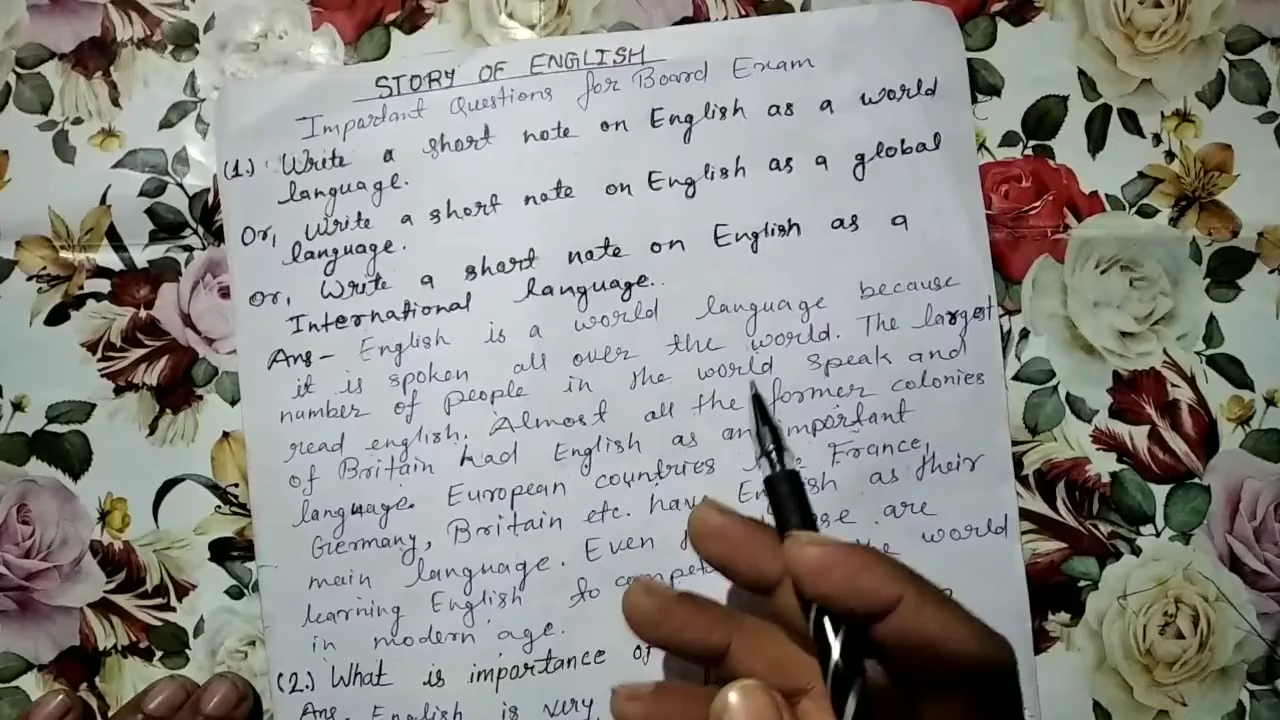 STORY OF ENGLISH
Important Questions for Board Exam
(1.) Write a short note on English as a world
language.
Or, Write a short note on English as a global
language.
Or, Write a short note on English as a
International language..
Ans- English is a world language because
it is spoken all over the world. The largest
number of people in the world speak and
read english. Almost all the former colonies
of Britain had English as an important
language. European countries France,
Germany, Britain etc. have English as their
main language. Even are
learning English to the world
in modern age.
(2.) What is importance of
Ans. English is very